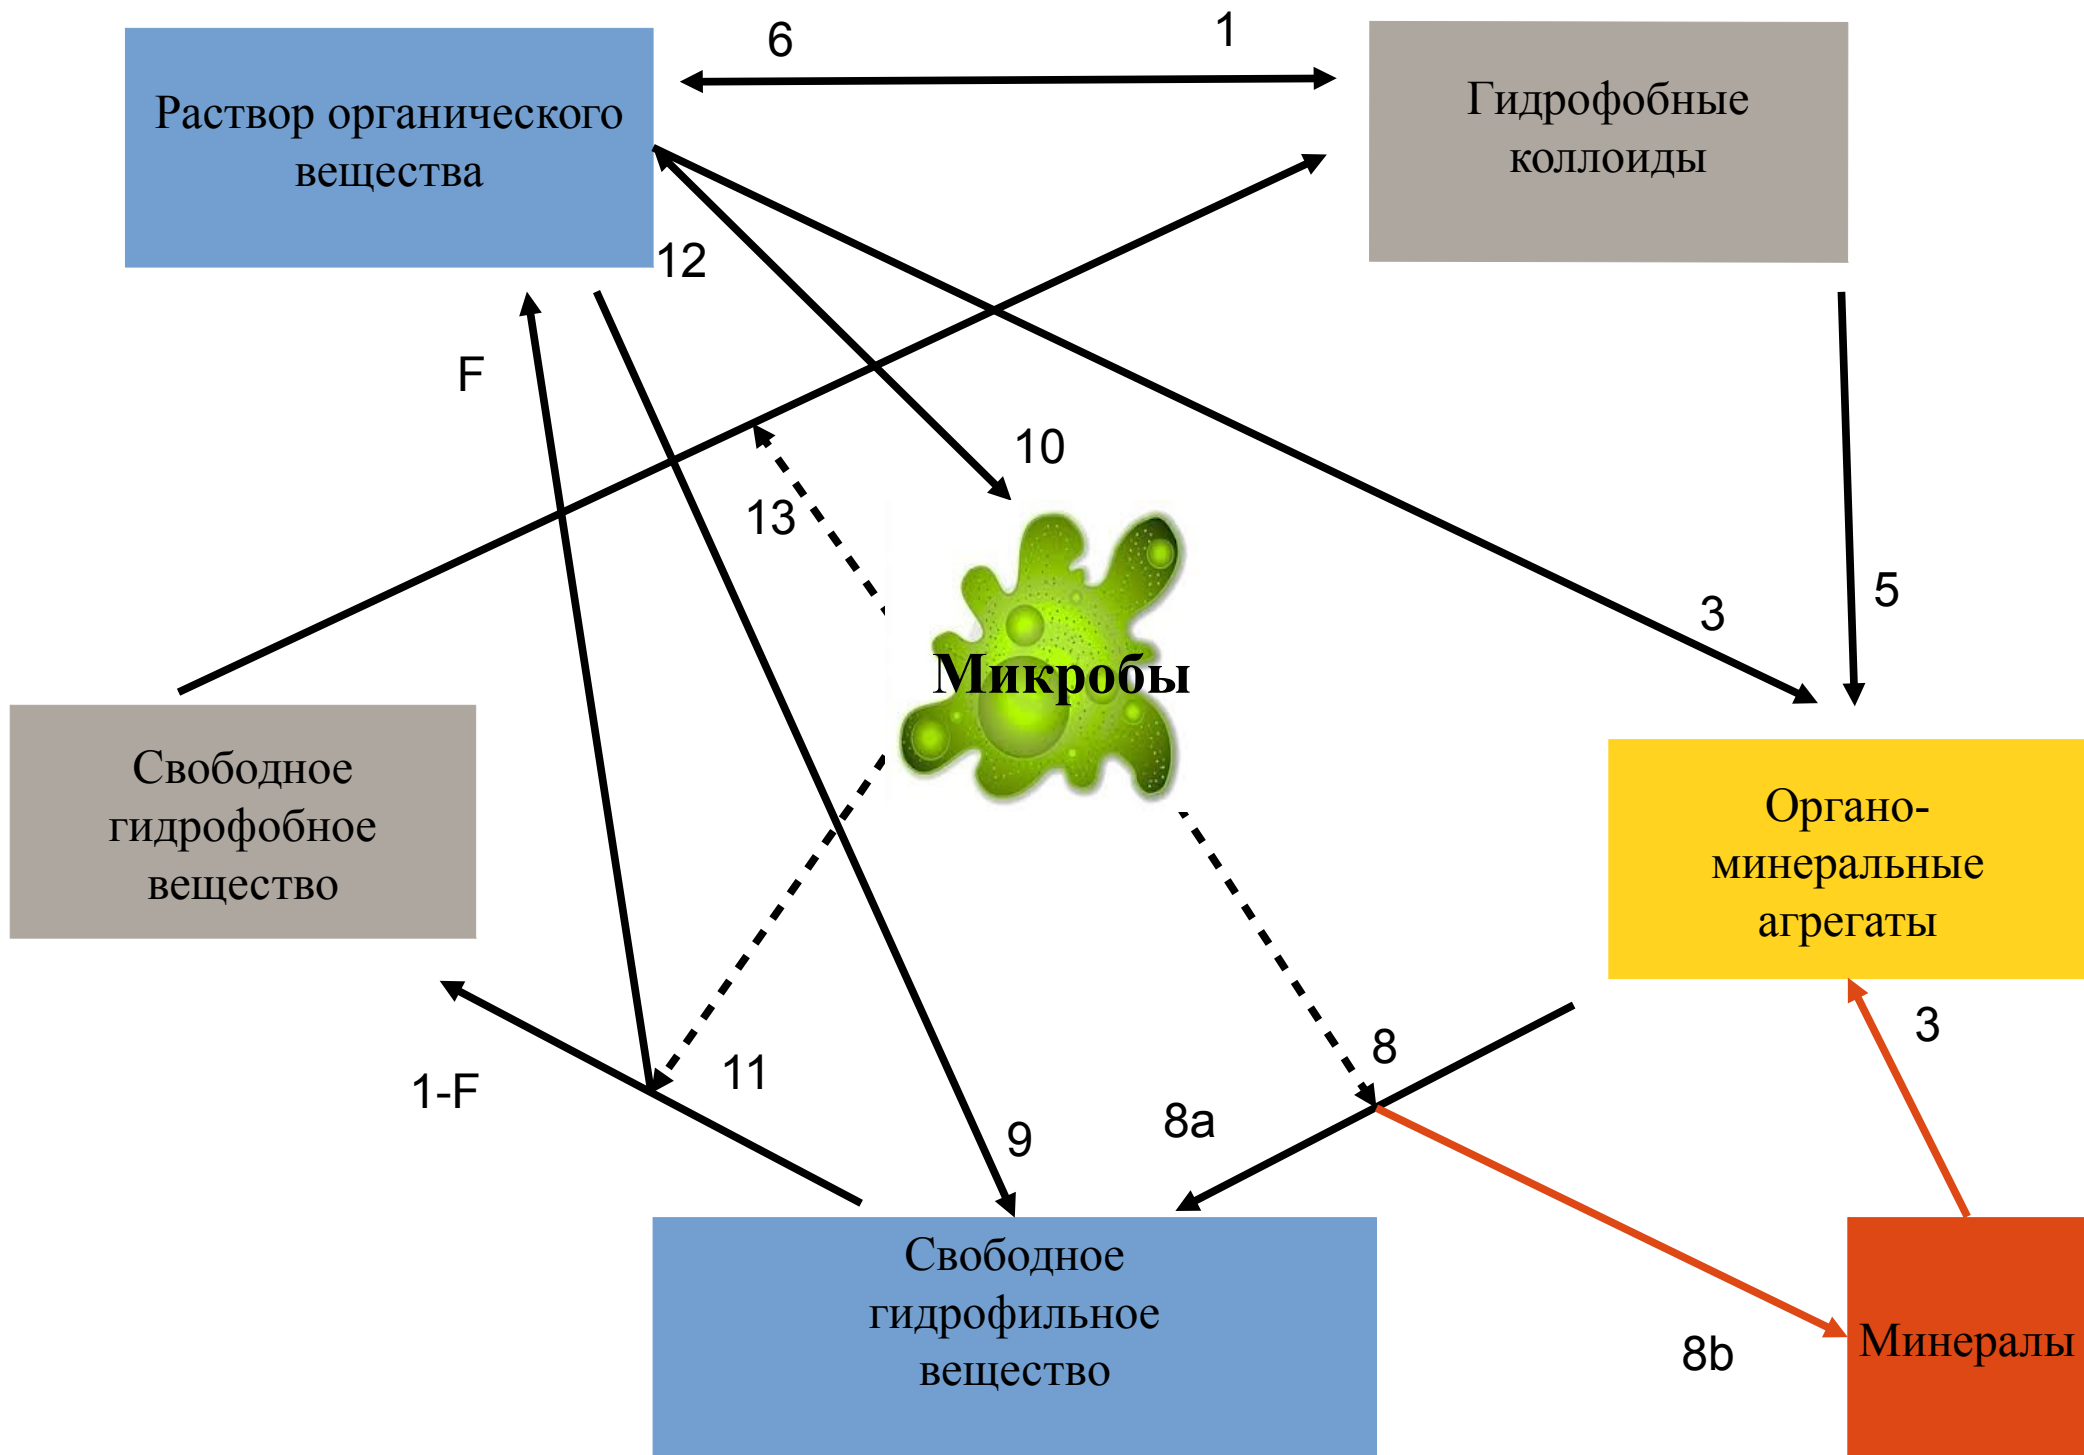 6
1
Раствор органического
вещества
Гидрофобные
коллоиды
12
F
10
13
5
3
Микробы
Свободное
гидрофобное
вещество
Органо-
минеральные
агрегаты
3
8
11
1-F
8a
9
Свободное
гидрофильное
вещество
8b
Минералы